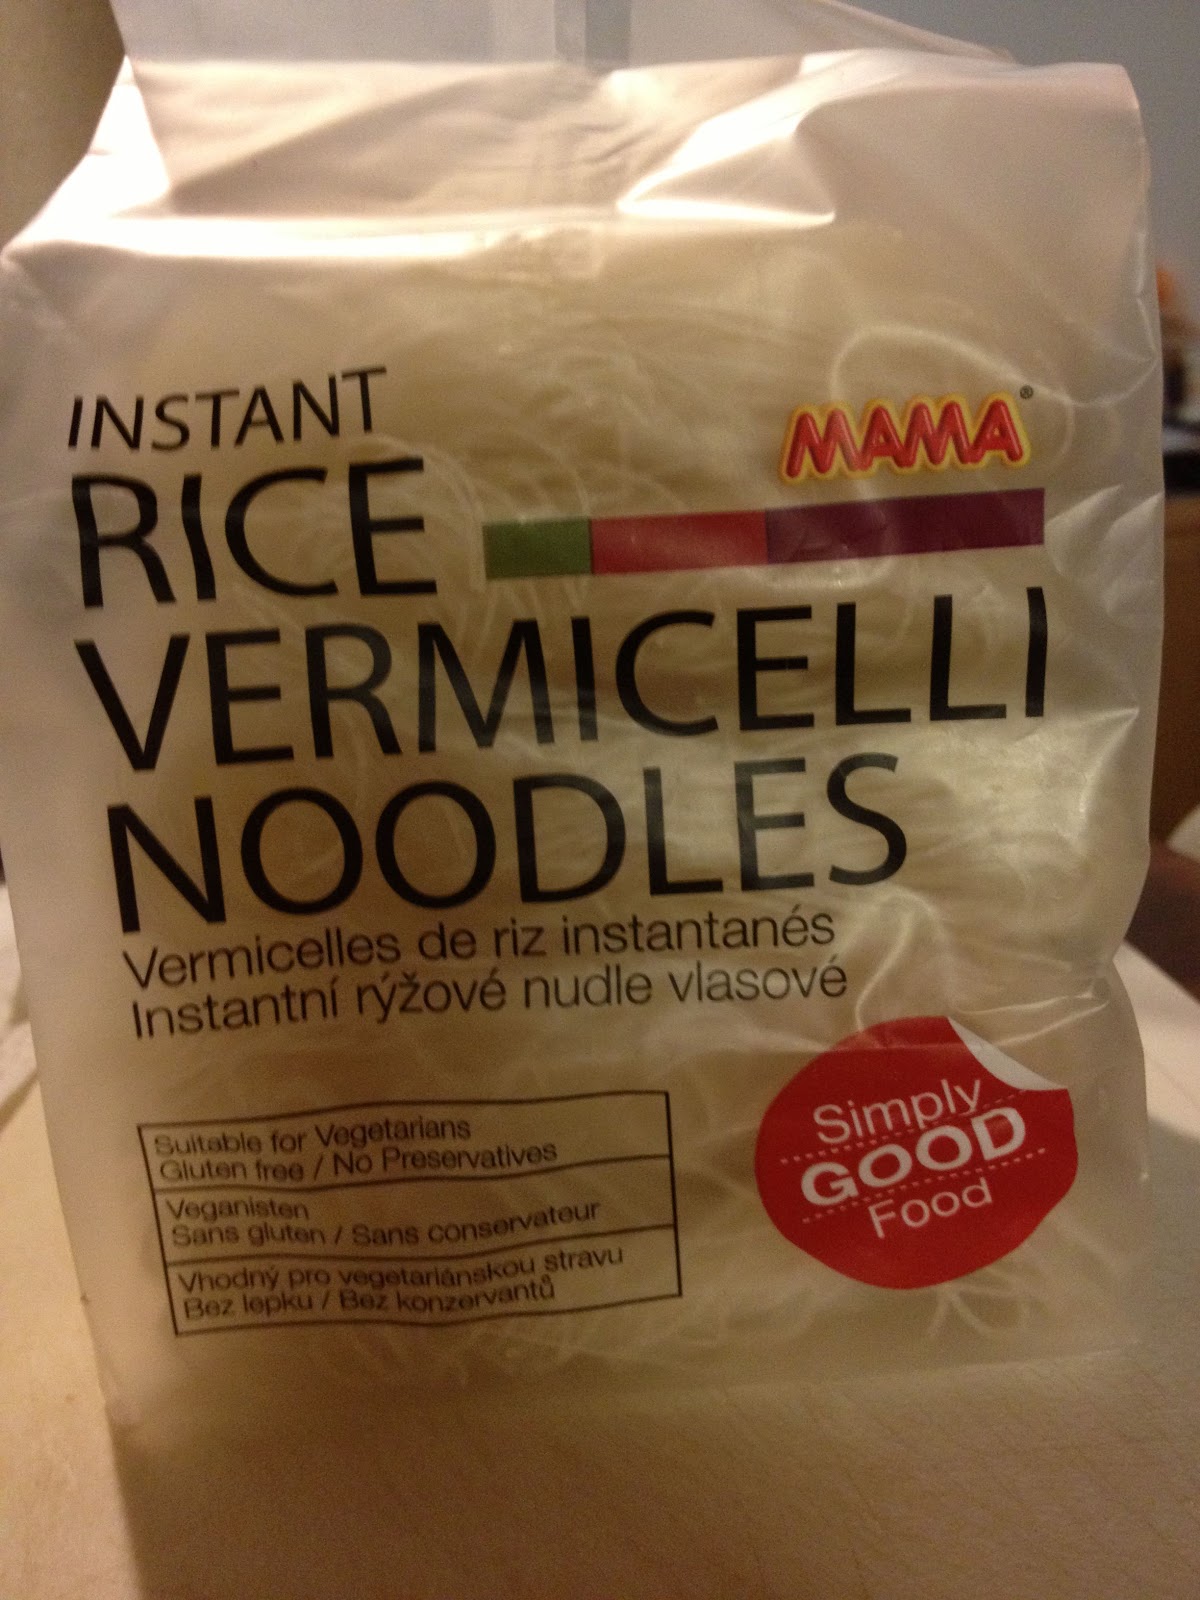 INSTANT
MAMA®
RICE
VERMICELLI
NOODLES
Vermicelles de riz instantanés
Instantní rýžové nudle vlasové
Suitable for Vegetarians
Gluten free / No Preservatives
Veganisten
Sans gluten / Sans conservateur
Vhodný pro vegetariánskou stravu
Bez lepku / Bez konzervantů
Simply
GOOD
Food